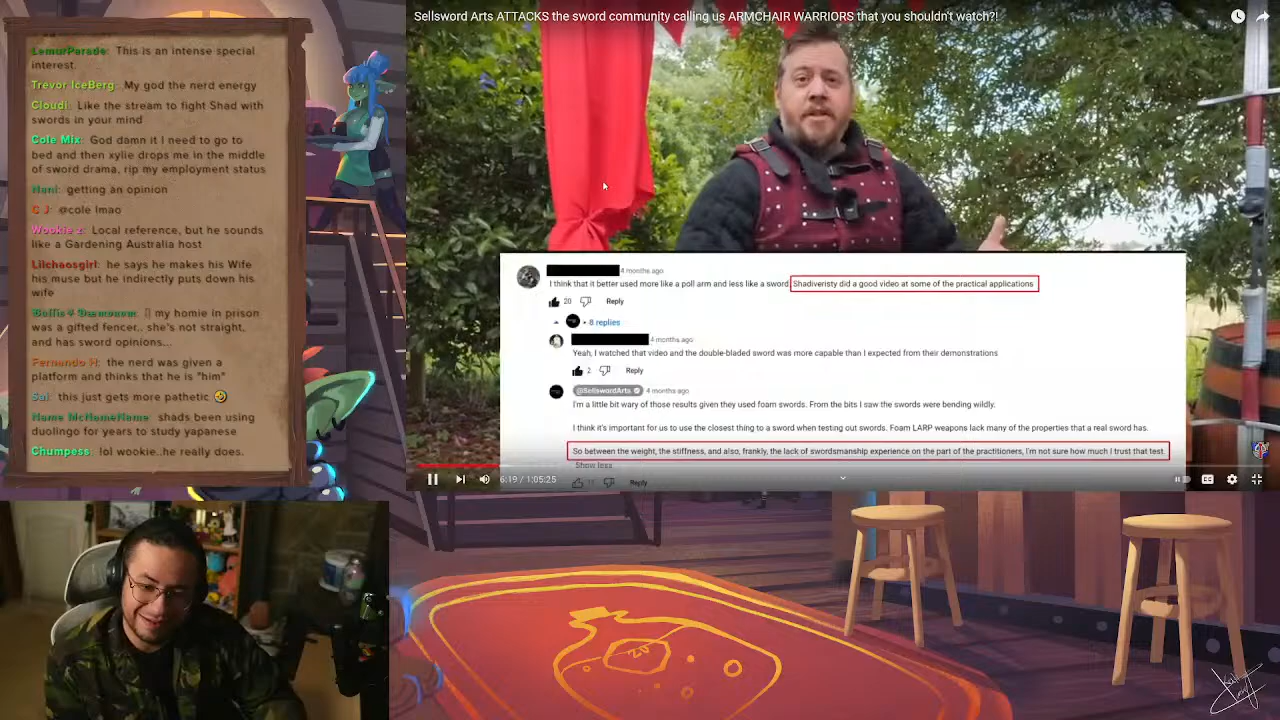 Sellsword Arts ATTACKS the sword community calling us ARMCHAIR WARRIORS that you shouldn't watch?!
LemurParade: This is an intense special
interest.
Trevor IceBerg: My god the nerd energy
Cloudi: Like the stream to fight Shad with
swords in your mind
Cole Mix: God damn it I need to go to
bed and then xylie drops me in the middle
of sword drama, rip my employment status
getting an opinion
C J: @cole lmao
Wookie z: Local reference, but he sounds
like a Gardening Australia host
Lilchaosgirl: he says he makes his Wife
his muse but he indirectly puts down his
wife
my homie in prison
was a gifted fencer.. she's not straight,
and has sword opinions...
Fernando H: the nerd was given a
platform and thinks that he is "him"
Sal: this just gets more pathetic
Name McNameName: shads been using
duolingo for years to study yapanese
Chumpess: lol wookie..he really does.
4 months ago
I think that it better used more like a poll arm and less like a sword. Shadiveristy did a good video at some of the practical applications
20 Reply
8 replies
4 months ago
Yeah, I watched that video and the double-bladed sword was more capable than I expected from their demonstrations
2 Reply
@SellswordArts 4 months ago
I'm a little bit wary of those results given they used foam swords. From the bits I saw the swords were bending wildly.
I think it's important for us to use the closest thing to a sword when testing out swords. Foam LARP weapons lack many of the properties that a real sword has.
So between the weight, the stiffness, and also, frankly, the lack of swordsmanship experience on the part of the practitioners, I'm not sure how much I trust that test.
Show less
Reply
6:19 / 1:05:25
CC